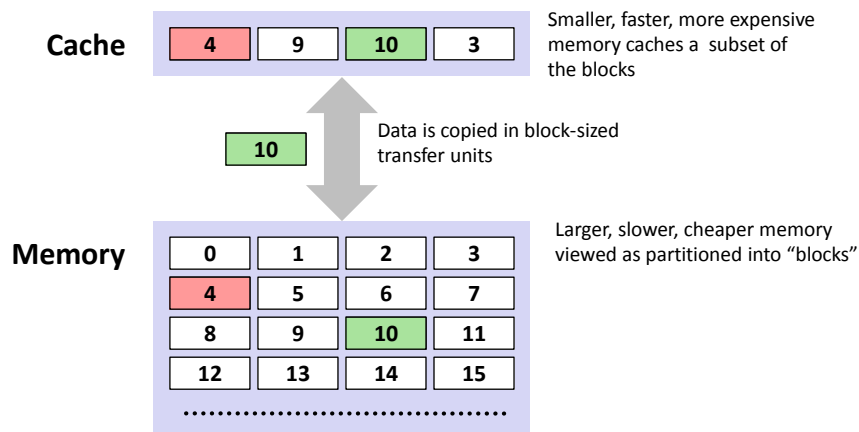 Cache
4 9 10 3
Smaller, faster, more expensive
memory caches a subset of
the blocks
10
Data is copied in block-sized
transfer units
Memory
0 1 2 3
4 5 6 7
8 9 10 11
12 13 14 15
Larger, slower, cheaper memory
viewed as partitioned into “blocks”